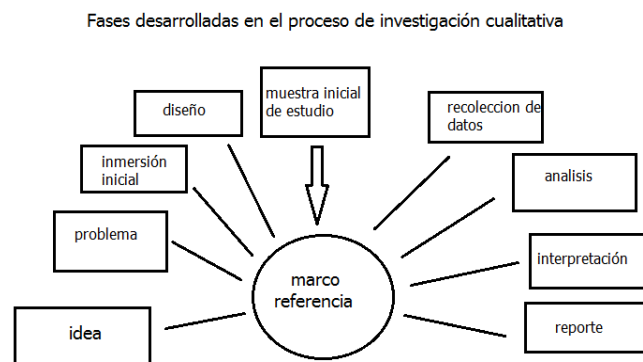 Fases desarrolladas en el proceso de investigación cualitativa
idea
problema
inmersión
inicial
diseño
muestra inicial
de estudio
recoleccion de
datos
analisis
interpretación
reporte
marco
referencia